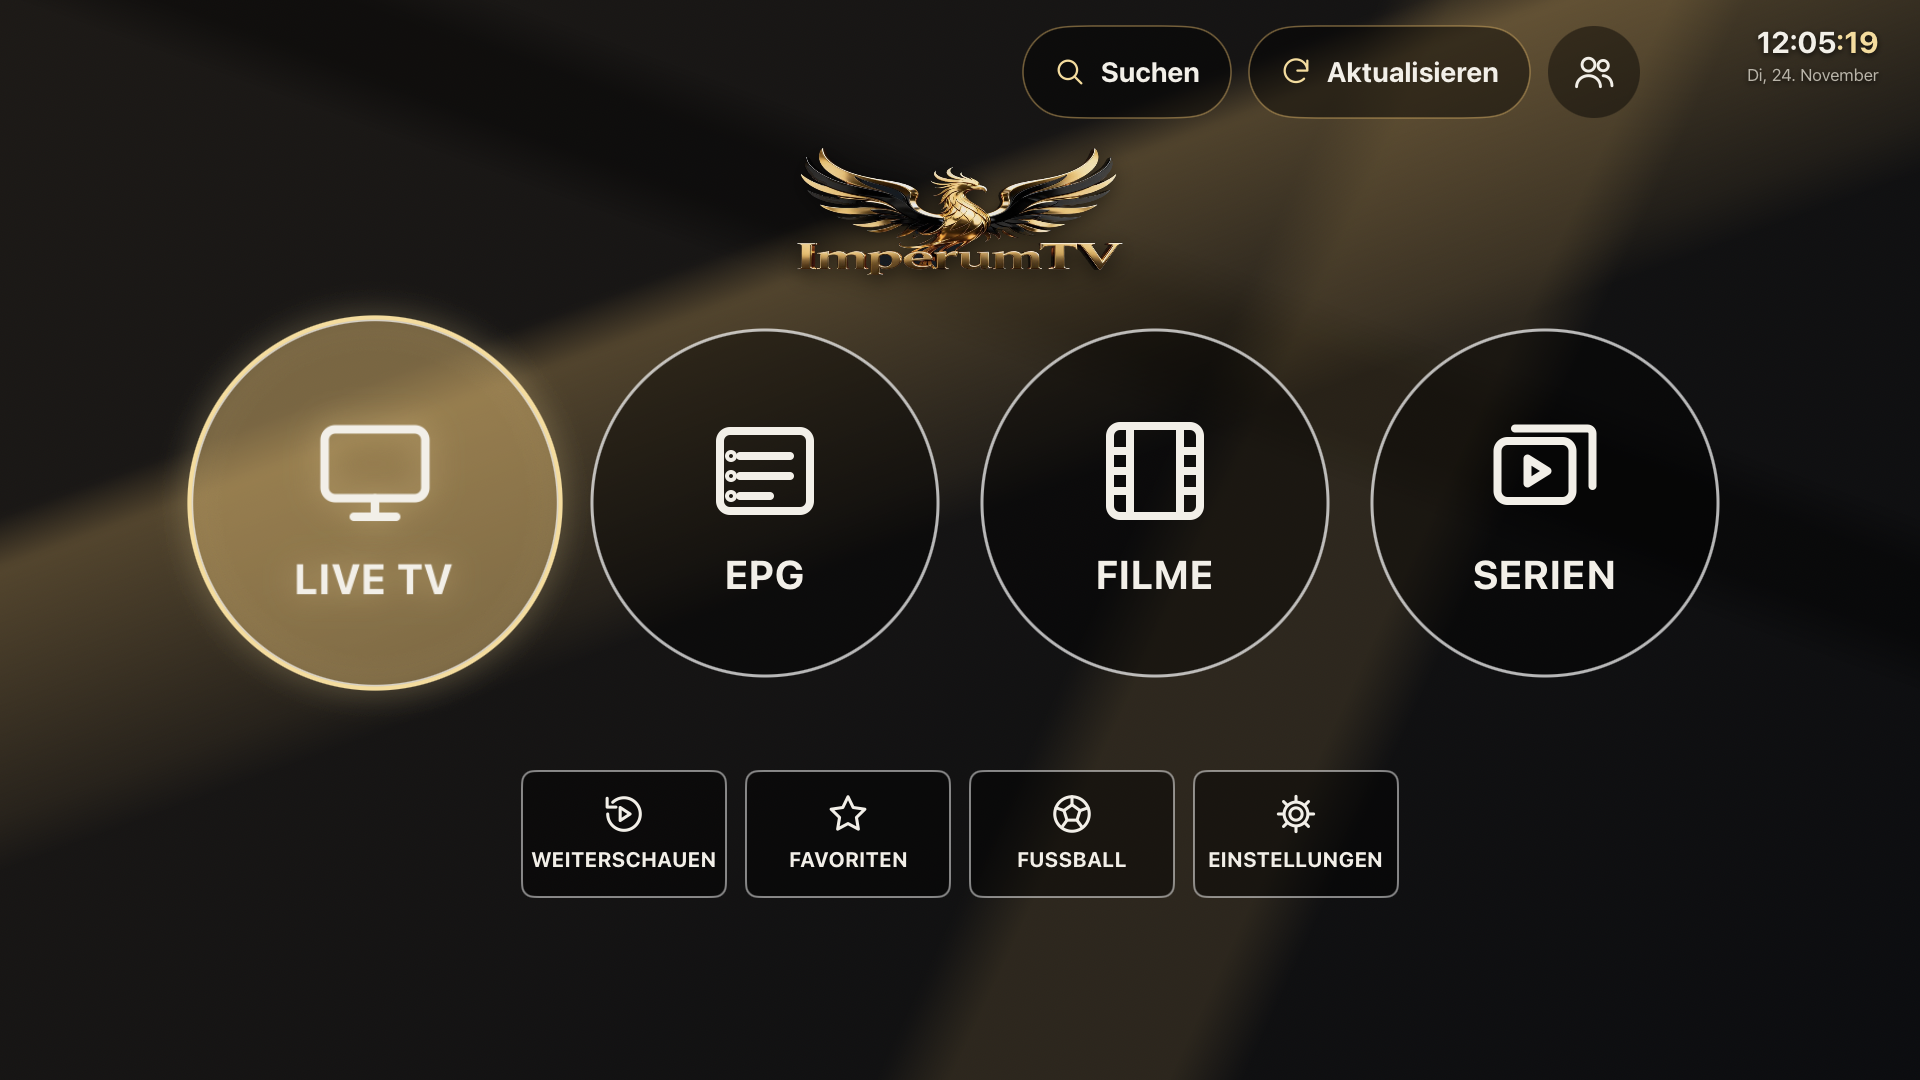 Suchen
Aktualisieren
12:05:19
Di, 24. November
ImperumTV
LIVE TV
EPG
FILME
SERIEN
WEITERSCHAUEN
FAVORITEN
FUSSBALL
EINSTELLUNGEN